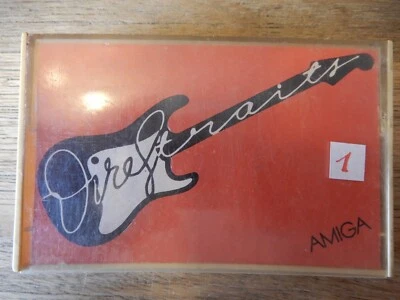 Dire Straits
1
AMIGA